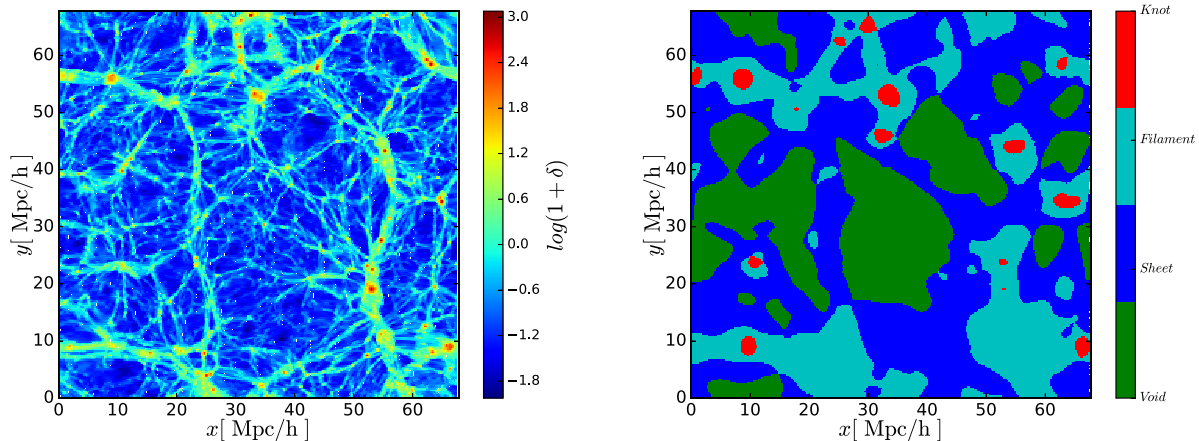 60
50
40
30
20
10
0
y[ Mpc/h ]
0 10 20 30 40 50 60
x[ Mpc/h ]
3.0
2.4
1.8
1.2
0.6
0.0
−0.6
−1.2
−1.8
log(1 + δ)
60
50
40
30
20
10
0
y[ Mpc/h ]
0 10 20 30 40 50 60
x[ Mpc/h ]
Knot
Filament
Sheet
Void